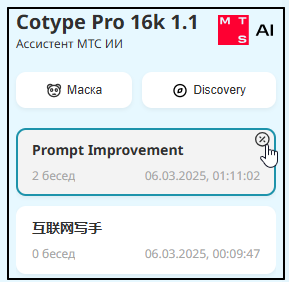 Cotype Pro 16k 1.1
Ассистент МТС ИИ
M T S AI
Маска
Discovery
Prompt Improvement
2 бесед 06.03.2025, 01:11:02
互联网写手
0 бесед 06.03.2025, 00:09:47